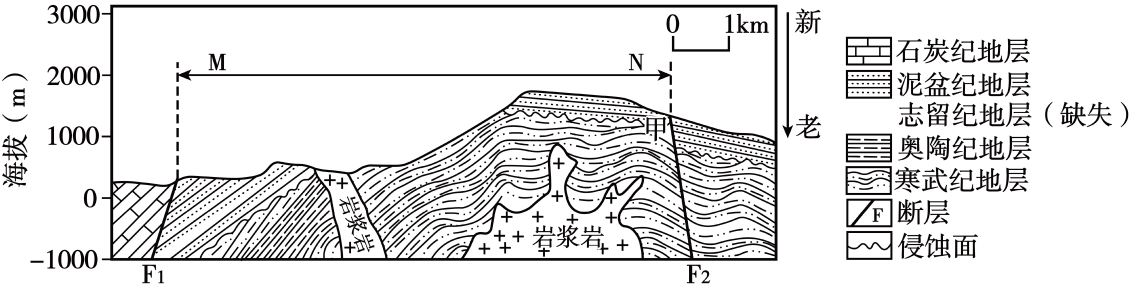 海拔(m)
3000
2000
1000
0
-1000
M
N
0 1km
甲
岩浆岩
岩浆岩
F1
F2
新
老
石炭纪地层
泥盆纪地层
志留纪地层(缺失)
奥陶纪地层
寒武纪地层
F 断层
侵蚀面